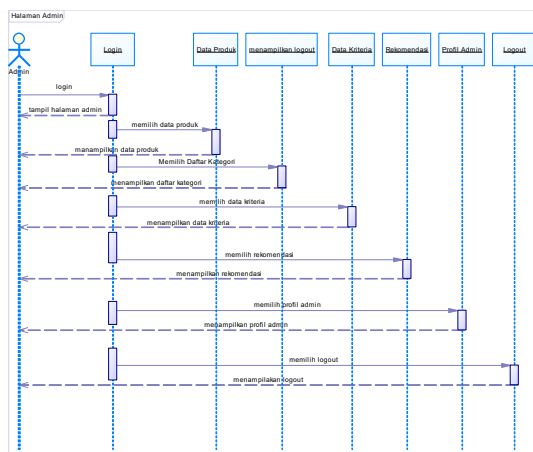 Halaman Admin
Login
Data Produk
menampilkan logout
Data Kriteria
Rekomendasi
Profil Admin
Logout
Admin
login
tampil halaman admin
memilih data produk
manampilkan data produk
Memilih Daftar Kategori
menampilkan daftar kategori
memilih data kriteria
menampilkan data kriteria
memilih rekomendasi
menampilkan rekomendasi
memilih profil admin
menampilkan profil admin
memilih logout
menampilakan logout